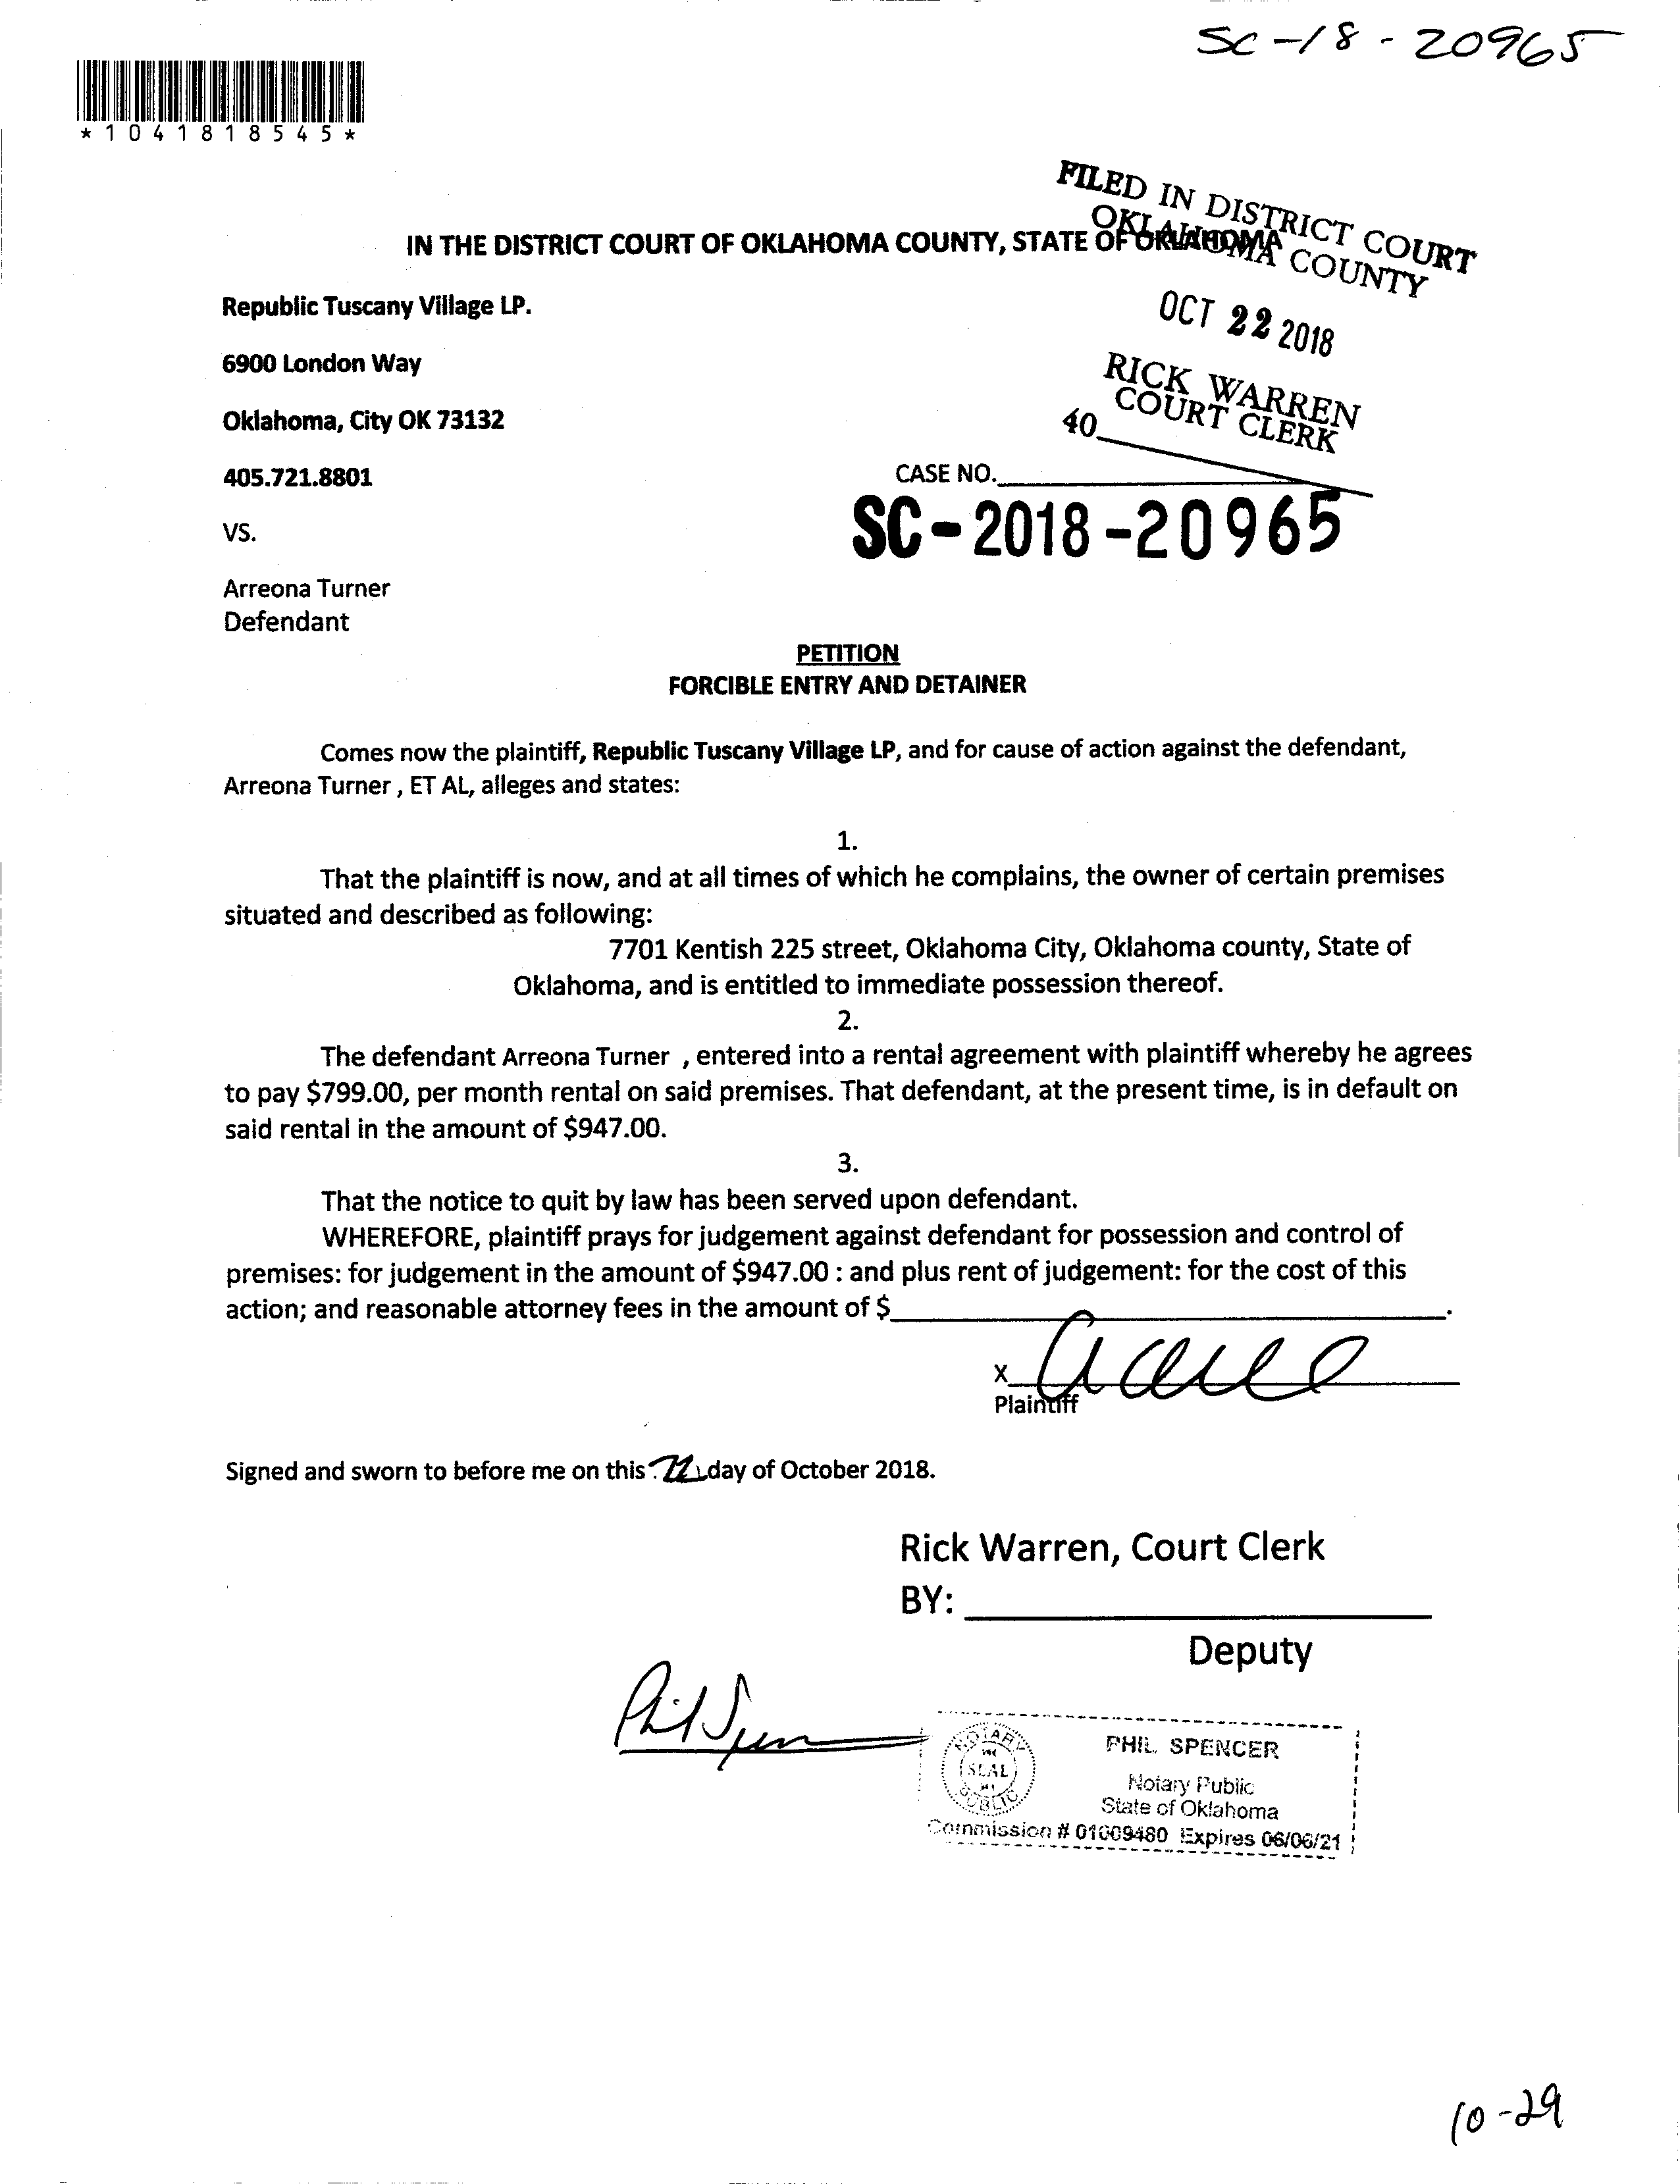 SC-18-20965
*1041818545*
FILED IN DISTRICT COURT
OKLAHOMA COUNTY
IN THE DISTRICT COURT OF OKLAHOMA COUNTY, STATE OF OKLAHOMA
Republic Tuscany Village LP.
OCT 22 2018
6900 London Way
RICK WARREN
COURT CLERK
Oklahoma, City OK 73132
40
405.721.8801
CASE NO.
SC-2018-20965
VS.
Arreona Turner
Defendant
PETITION
FORCIBLE ENTRY AND DETAINER
Comes now the plaintiff, Republic Tuscany Village LP, and for cause of action against the defendant,
Arreona Turner , ET AL, alleges and states:
1.
That the plaintiff is now, and at all times of which he complains, the owner of certain premises
situated and described as following:
7701 Kentish 225 street, Oklahoma City, Oklahoma county, State of
Oklahoma, and is entitled to immediate possession thereof.
2.
The defendant Arreona Turner , entered into a rental agreement with plaintiff whereby he agrees
to pay $799.00, per month rental on said premises. That defendant, at the present time, is in default on
said rental in the amount of $947.00.
3.
That the notice to quit by law has been served upon defendant.
WHEREFORE, plaintiff prays for judgement against defendant for possession and control of
premises: for judgement in the amount of $947.00 : and plus rent of judgement: for the cost of this
action; and reasonable attorney fees in the amount of $ .
X
Plaintiff
Signed and sworn to before me on this 22 day of October 2018.
Rick Warren, Court Clerk
BY:
Deputy
Phil Spencer
NOTARY
SEAL
PUBLIC
PHIL SPENCER
Notary Public
State of Oklahoma
Commission # 01009480 Expires 06/06/21
10-29